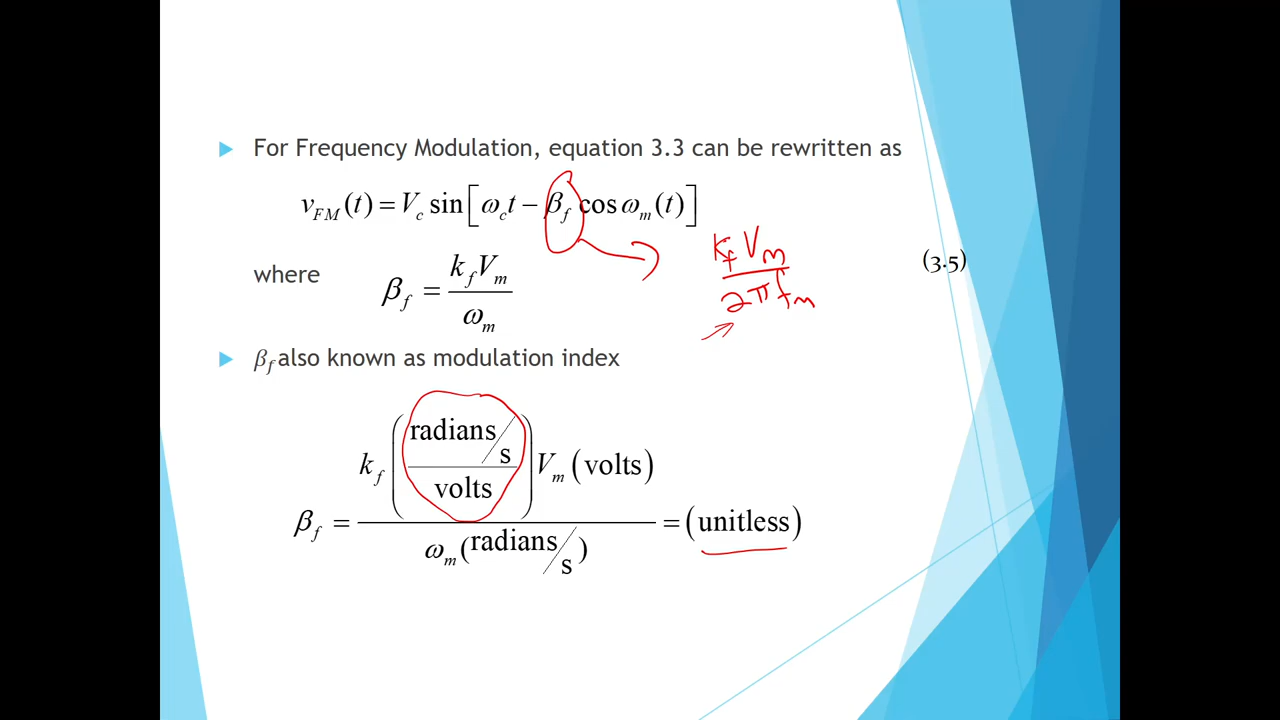 For Frequency Modulation, equation 3.3 can be rewritten as
v_FM(t) = V_c sin[ω_c t − β_f cos ω_m(t)]
k_f V_m / 2π f_m
(3.5)
where
β_f = k_f V_m / ω_m
β_f also known as modulation index
β_f = k_f (radians/s / volts) V_m (volts) / ω_m (radians/s) = (unitless)